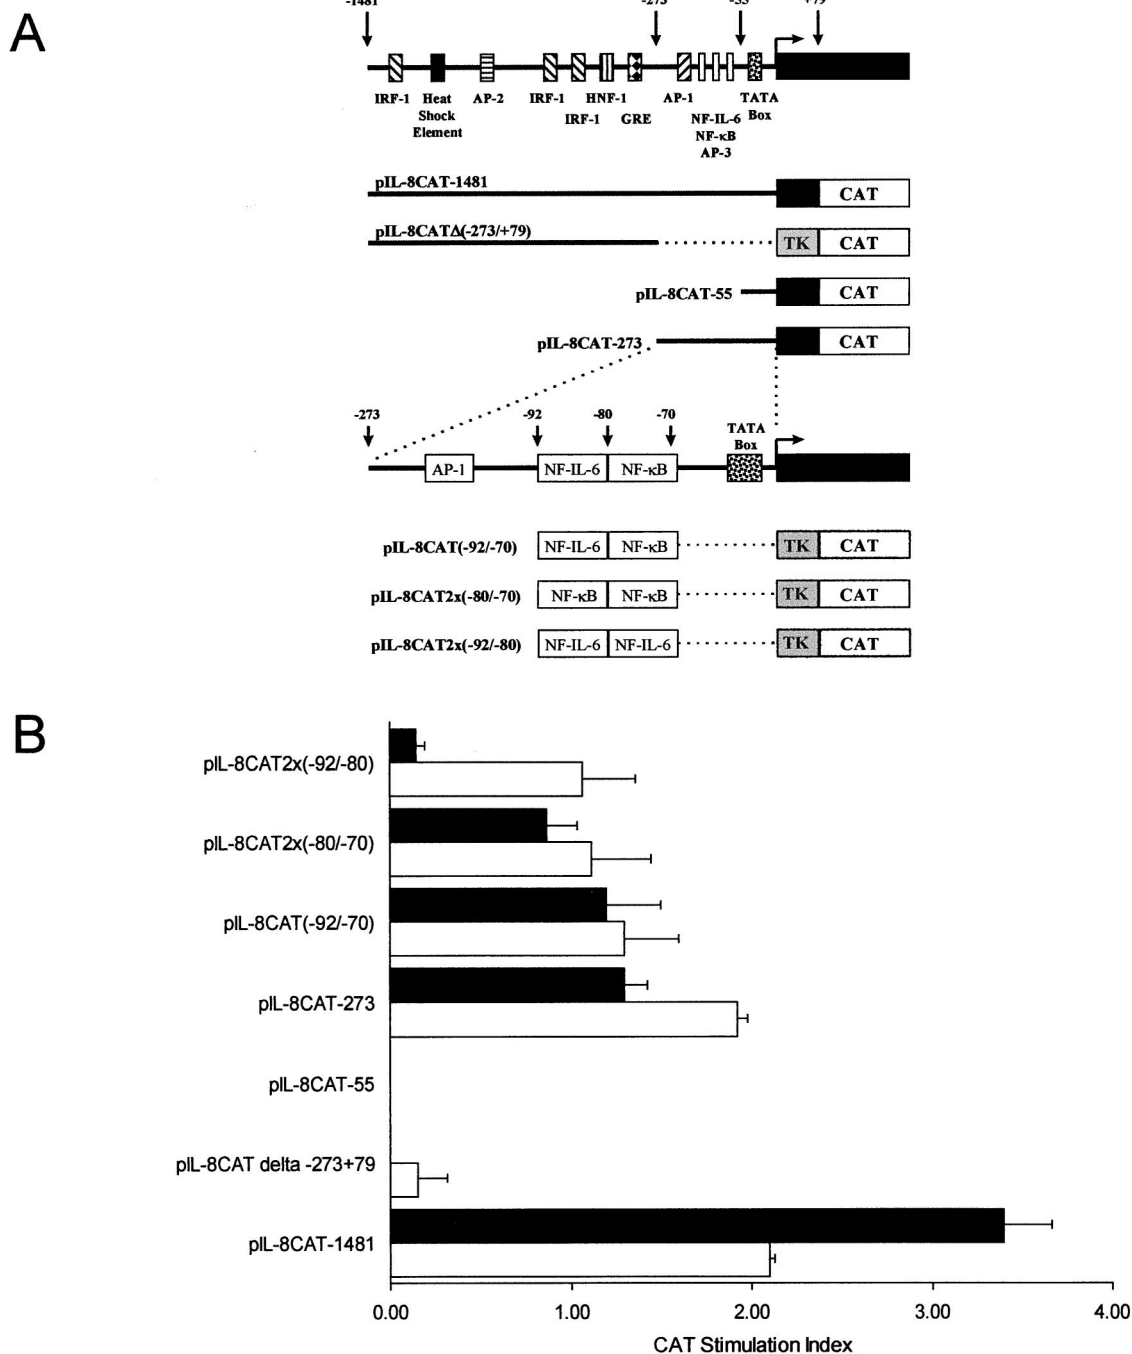 A
-1481 -273 -55 +79
IRF-1 Heat Shock Element AP-2 IRF-1 IRF-1 HNF-1 GRE AP-1 NF-IL-6 NF-κB AP-3 TATA Box
pIL-8CAT-1481
CAT
pIL-8CATΔ(-273/+79)
TK CAT
pIL-8CAT-55
CAT
pIL-8CAT-273
CAT
-273 -92 -80 -70 TATA Box
AP-1 NF-IL-6 NF-κB
pIL-8CAT(-92/-70) NF-IL-6 NF-κB TK CAT
pIL-8CAT2x(-80/-70) NF-κB NF-κB TK CAT
pIL-8CAT2x(-92/-80) NF-IL-6 NF-IL-6 TK CAT
B
pIL-8CAT2x(-92/-80)
pIL-8CAT2x(-80/-70)
pIL-8CAT(-92/-70)
pIL-8CAT-273
pIL-8CAT-55
pIL-8CAT delta -273+79
pIL-8CAT-1481
0.00 1.00 2.00 3.00 4.00
CAT Stimulation Index